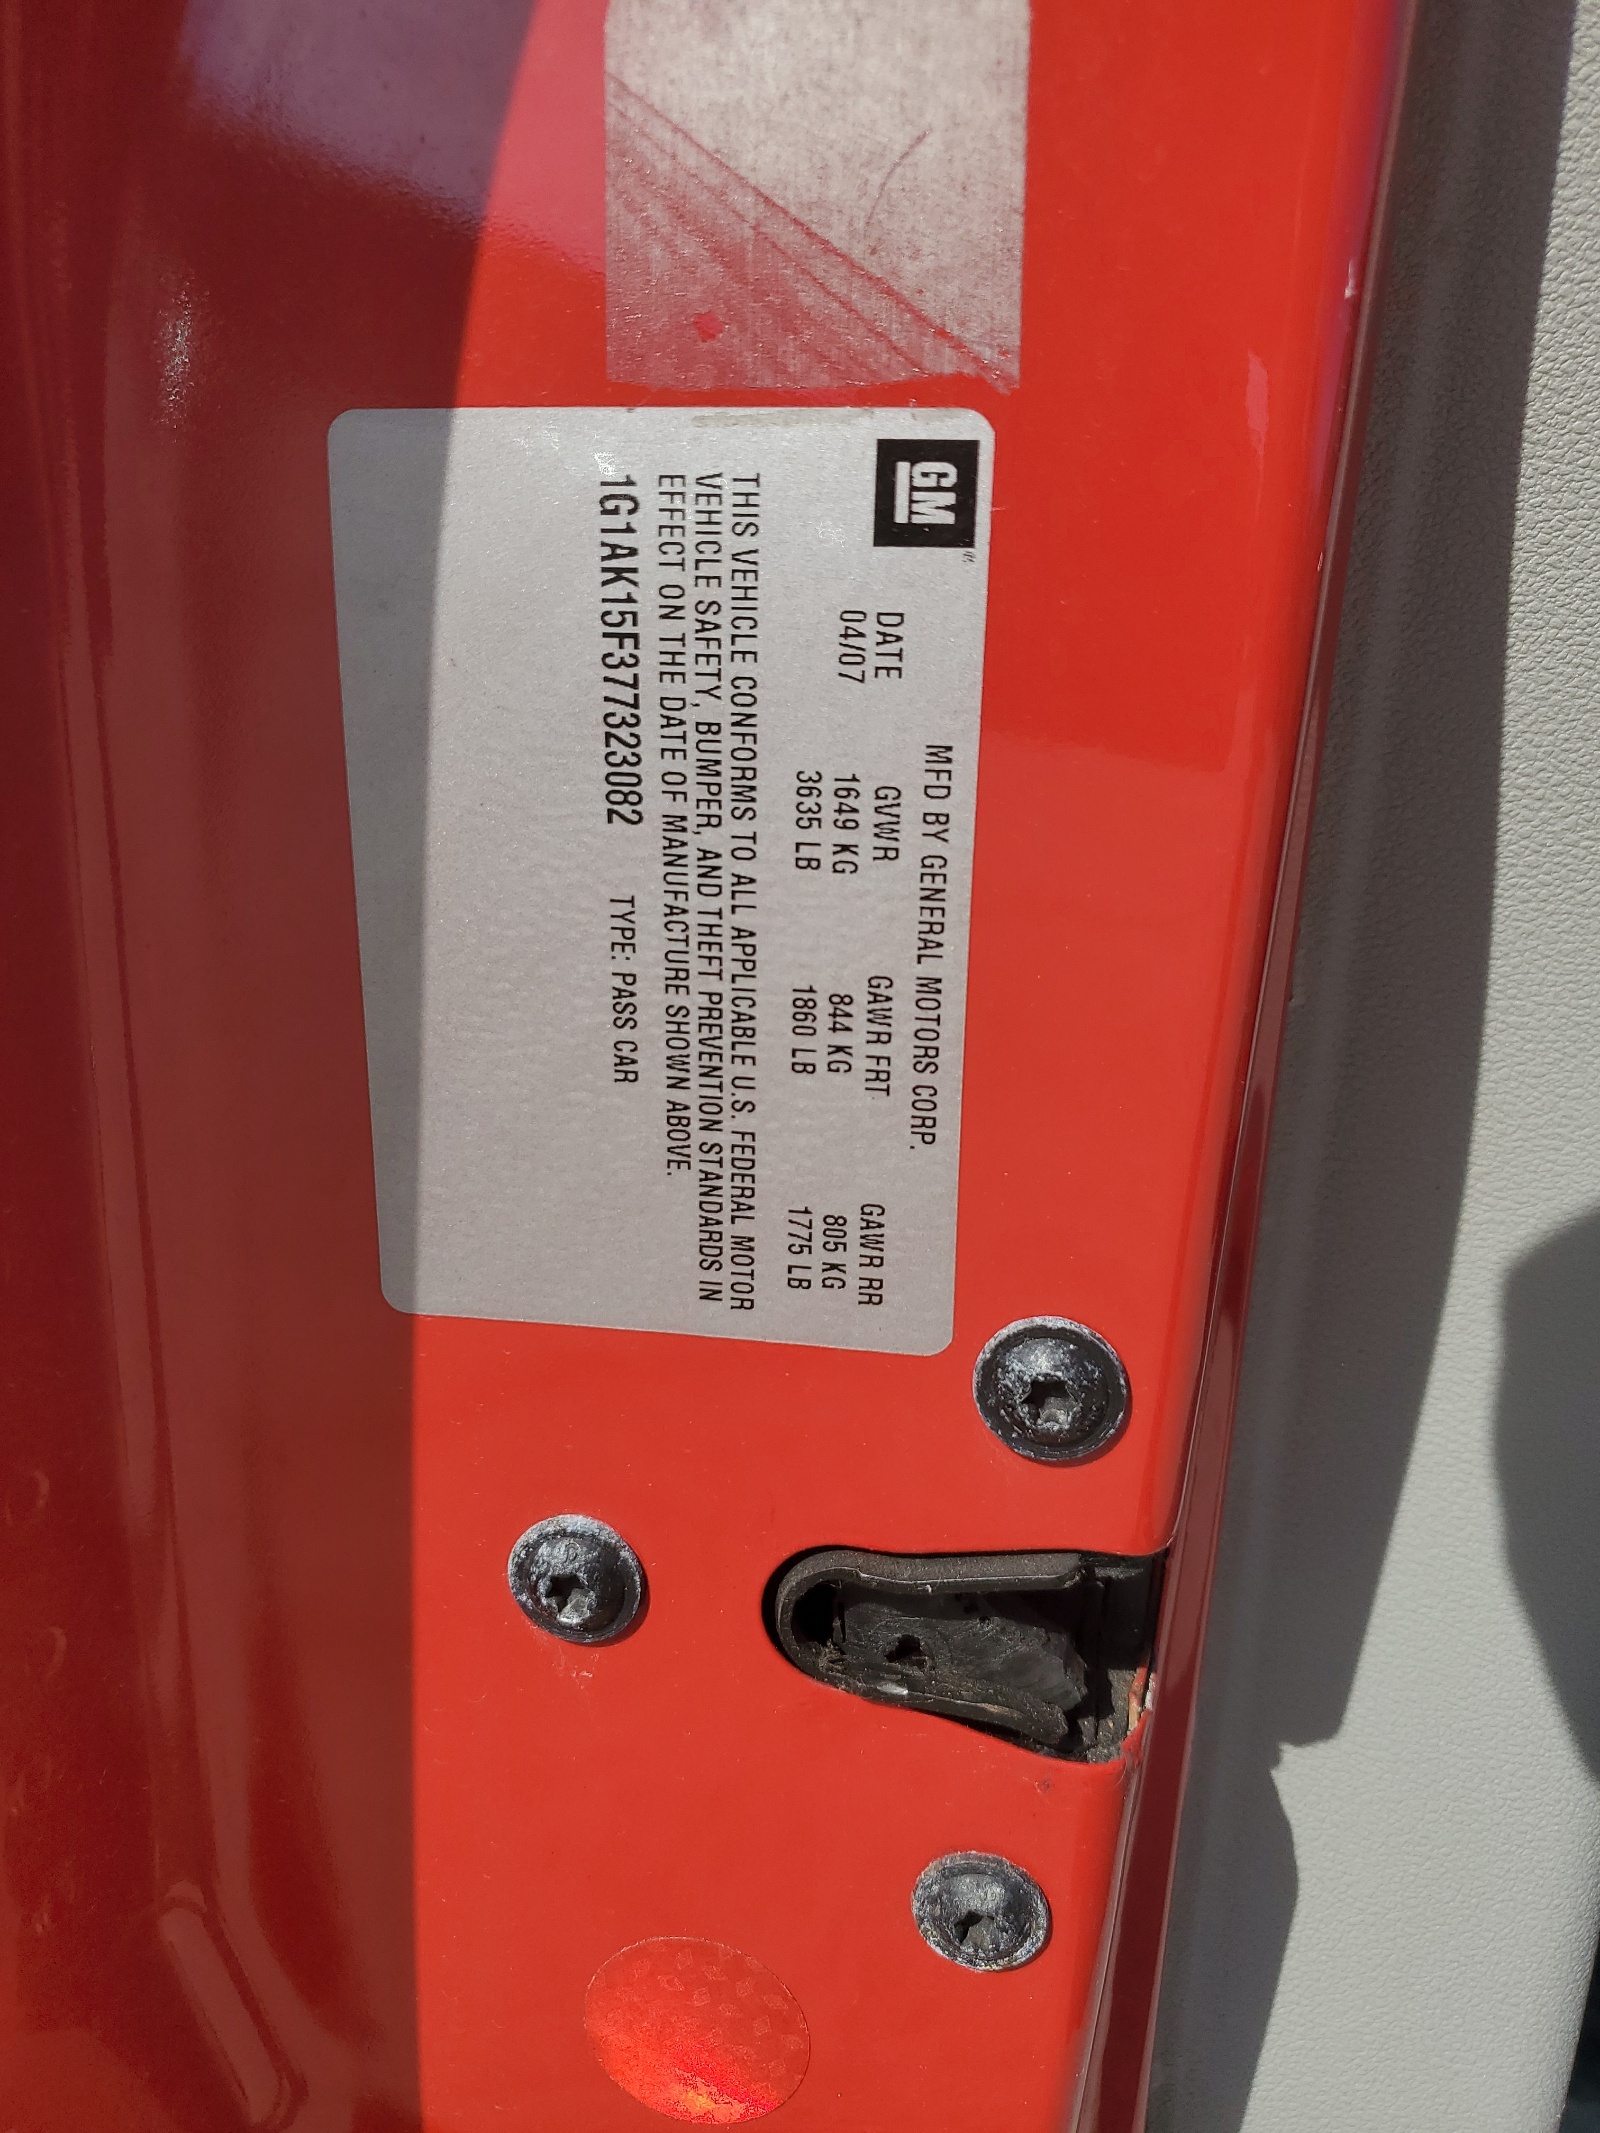 GM
MFD BY GENERAL MOTORS CORP.
DATE GVWR GAWR FRT GAWR RR
04/07 1649 KG 844 KG 805 KG
3635 LB 1860 LB 1775 LB
THIS VEHICLE CONFORMS TO ALL APPLICABLE U.S. FEDERAL MOTOR
VEHICLE SAFETY, BUMPER, AND THEFT PREVENTION STANDARDS IN
EFFECT ON THE DATE OF MANUFACTURE SHOWN ABOVE.
1G1AK15F377323082 TYPE: PASS CAR